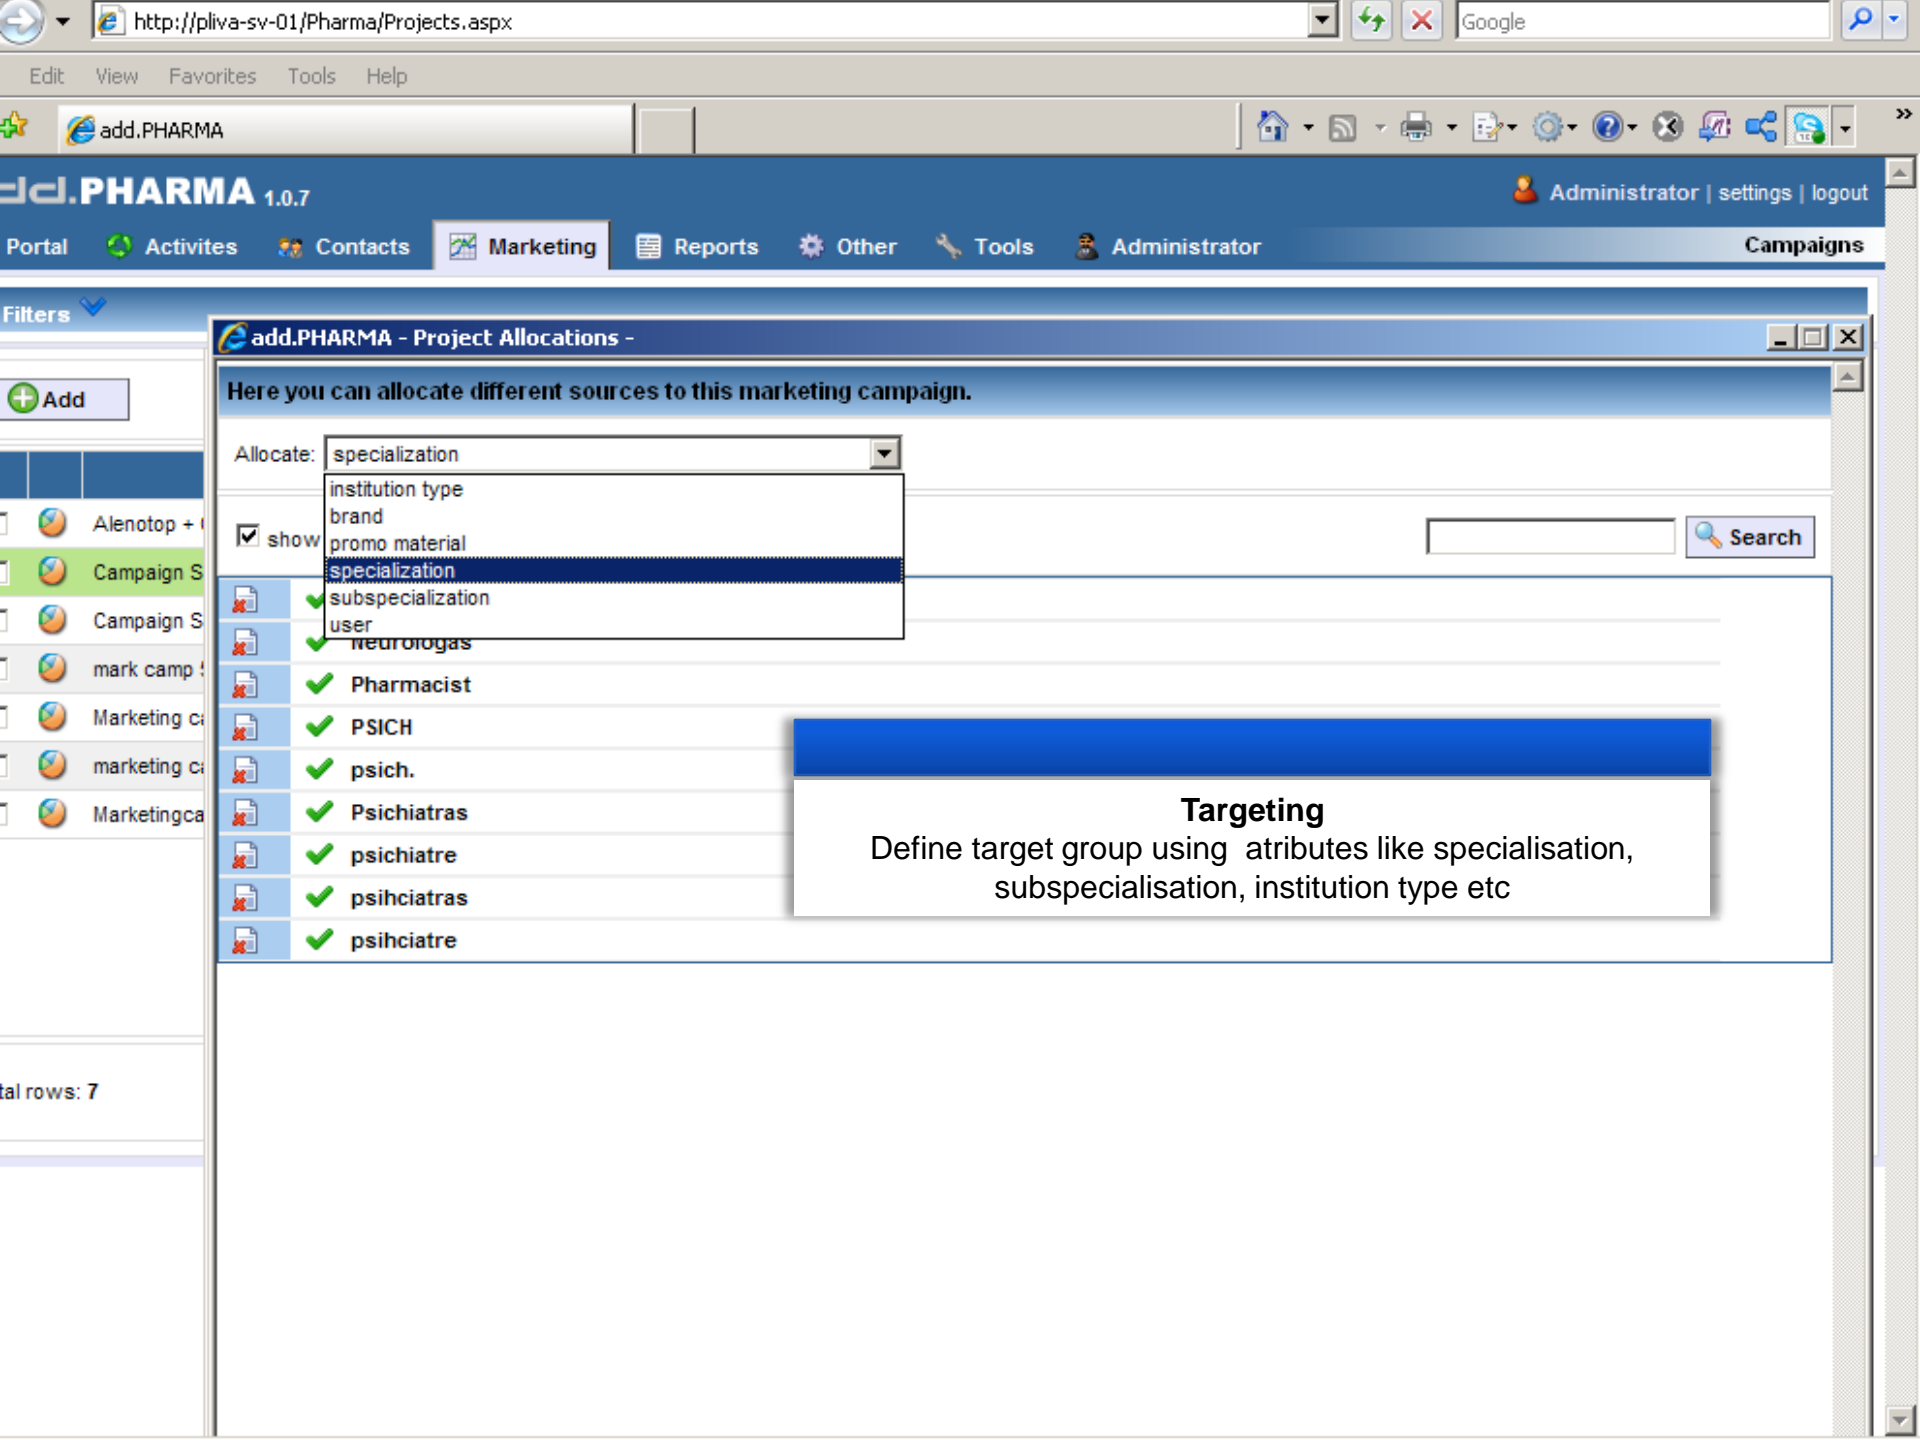 http://pliva-sv-01/Pharma/Projects.aspx
Google
Edit View Favorites Tools Help
add.PHARMA
»
add.PHARMA 1.0.7
Administrator | settings | logout
Portal Activites Contacts Marketing Reports Other Tools Administrator
Campaigns
Filters
add.PHARMA - Project Allocations -
Add
Here you can allocate different sources to this marketing campaign.
Allocate: specialization
institution type
brand
promo material
specialization
subspecialization
user
show
Search
Alenotop +
Campaign S
Campaign S
mark camp
Marketing ca
marketing ca
Marketingca
Neurologas
Pharmacist
PSICH
psich.
Psichiatras
psichiatre
psihciatras
psihciatre
Targeting
Define target group using atributes like specialisation,
subspecialisation, institution type etc
tal rows: 7